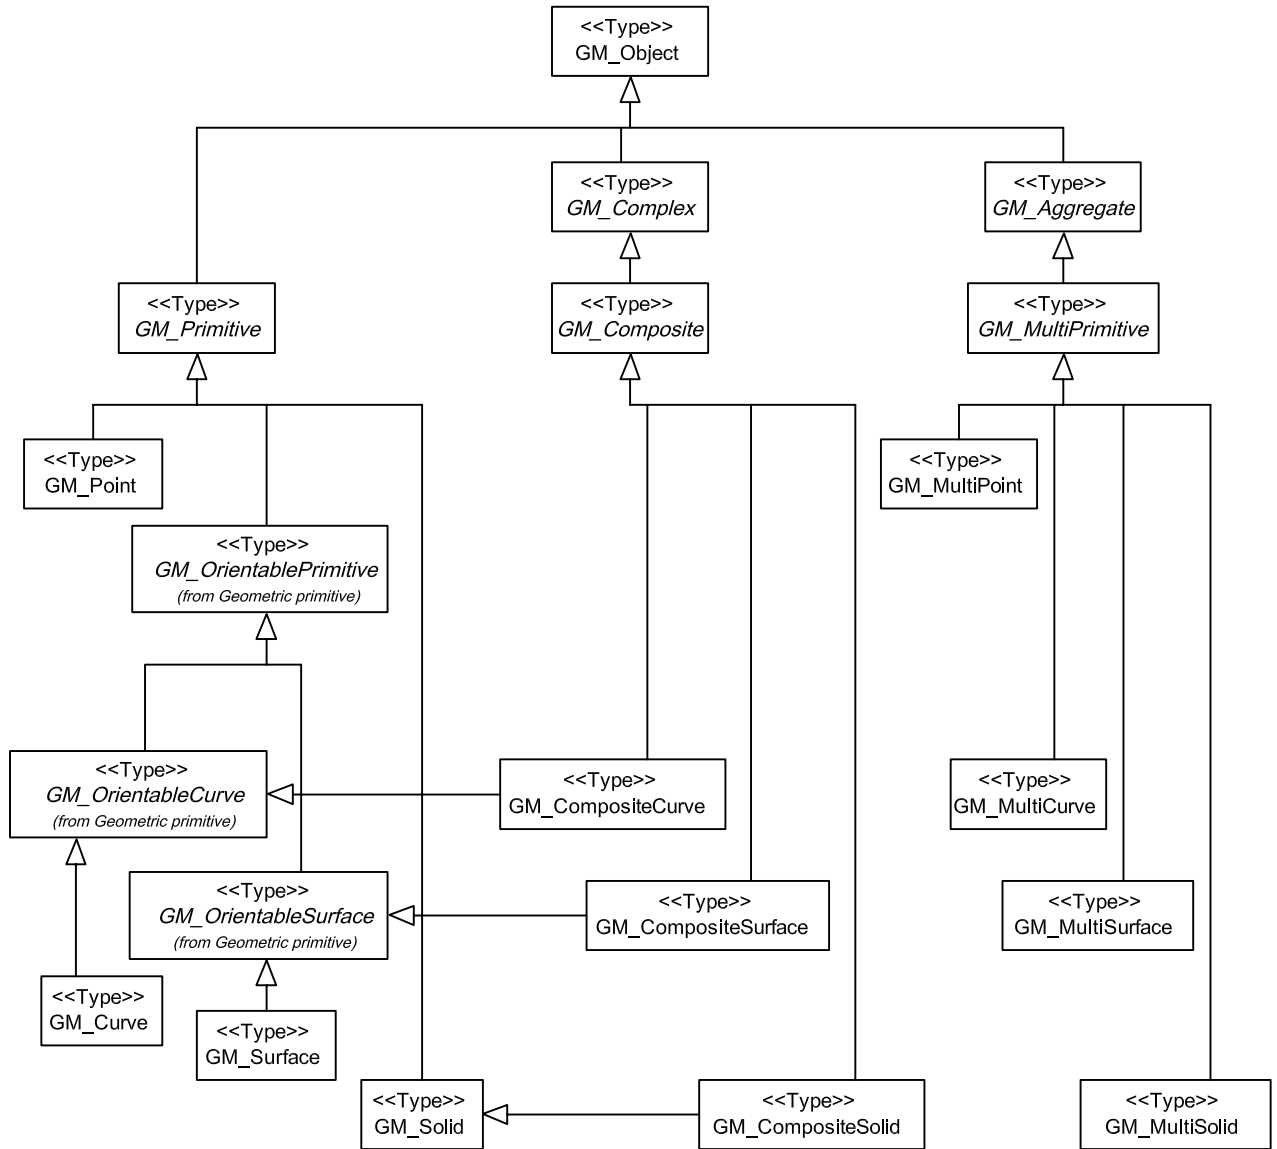 <<Type>>
GM_Object
<<Type>>
GM_Complex
<<Type>>
GM_Aggregate
<<Type>>
GM_Primitive
<<Type>>
GM_Composite
<<Type>>
GM_MultiPrimitive
<<Type>>
GM_Point
<<Type>>
GM_MultiPoint
<<Type>>
GM_OrientablePrimitive
(from Geometric primitive)
<<Type>>
GM_OrientableCurve
(from Geometric primitive)
<<Type>>
GM_CompositeCurve
<<Type>>
GM_MultiCurve
<<Type>>
GM_OrientableSurface
(from Geometric primitive)
<<Type>>
GM_CompositeSurface
<<Type>>
GM_MultiSurface
<<Type>>
GM_Curve
<<Type>>
GM_Surface
<<Type>>
GM_Solid
<<Type>>
GM_CompositeSolid
<<Type>>
GM_MultiSolid